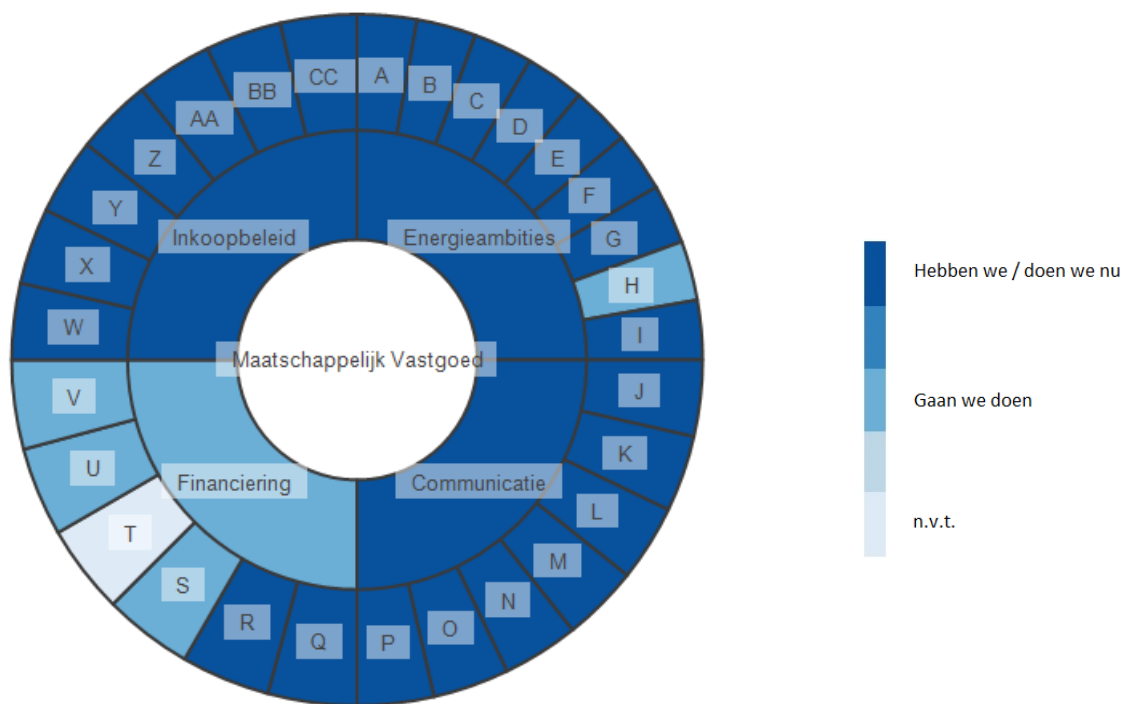 CC
A
BB
B
AA
C
D
Z
E
Y
F
Inkoopbeleid
Energieambities
G
X
H
W
I
Maatschappelijk Vastgoed
V
J
U
K
Financiering
Communicatie
T
L
S
M
R
N
Q
P
O
Hebben we / doen we nu
Gaan we doen
n.v.t.